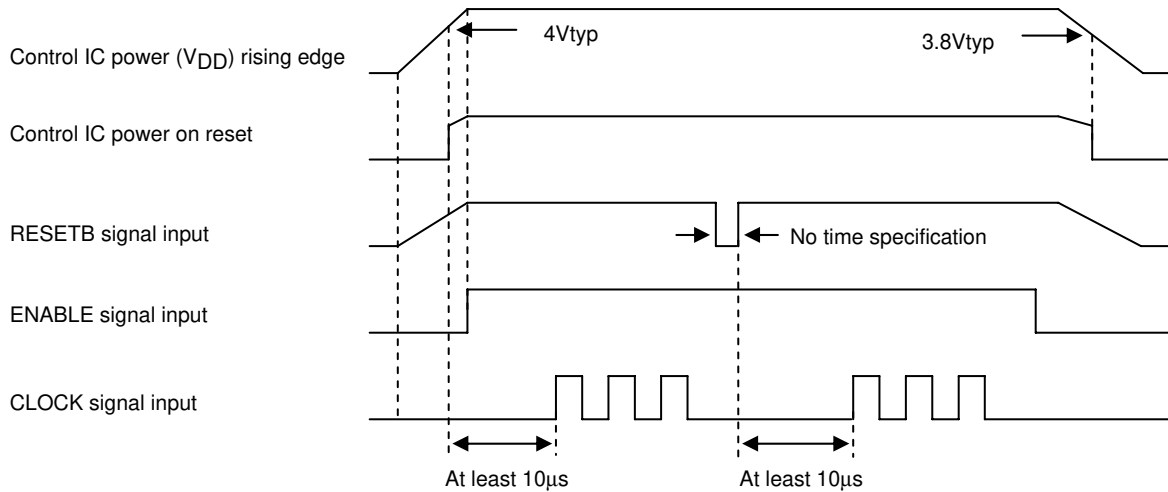 4Vtyp
3.8Vtyp
Control IC power (VDD) rising edge
Control IC power on reset
RESETB signal input
No time specification
ENABLE signal input
CLOCK signal input
At least 10μs
At least 10μs